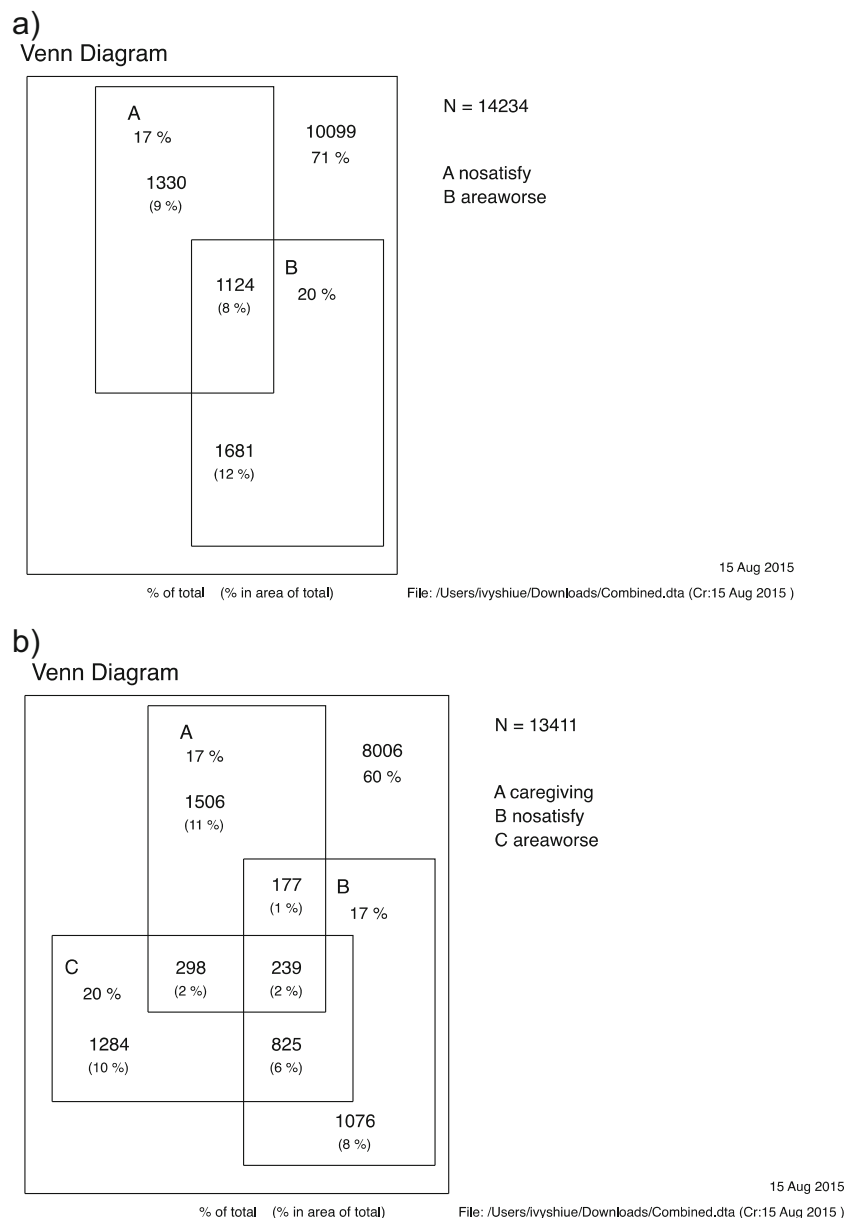 a)
Venn Diagram
A
17 %
10099
71 %
N = 14234
1330
(9 %)
A nosatisfy
B areaworse
1124
(8 %)
B
20 %
1681
(12 %)
15 Aug 2015
% of total (% in area of total)
File: /Users/ivyshiue/Downloads/Combined.dta (Cr:15 Aug 2015 )
b)
Venn Diagram
A
17 %
8006
60 %
N = 13411
1506
(11 %)
A caregiving
B nosatisfy
C areaworse
177
(1 %)
B
17 %
C
20 %
298
(2 %)
239
(2 %)
1284
(10 %)
825
(6 %)
1076
(8 %)
15 Aug 2015
% of total (% in area of total)
File: /Users/ivyshiue/Downloads/Combined.dta (Cr:15 Aug 2015 )